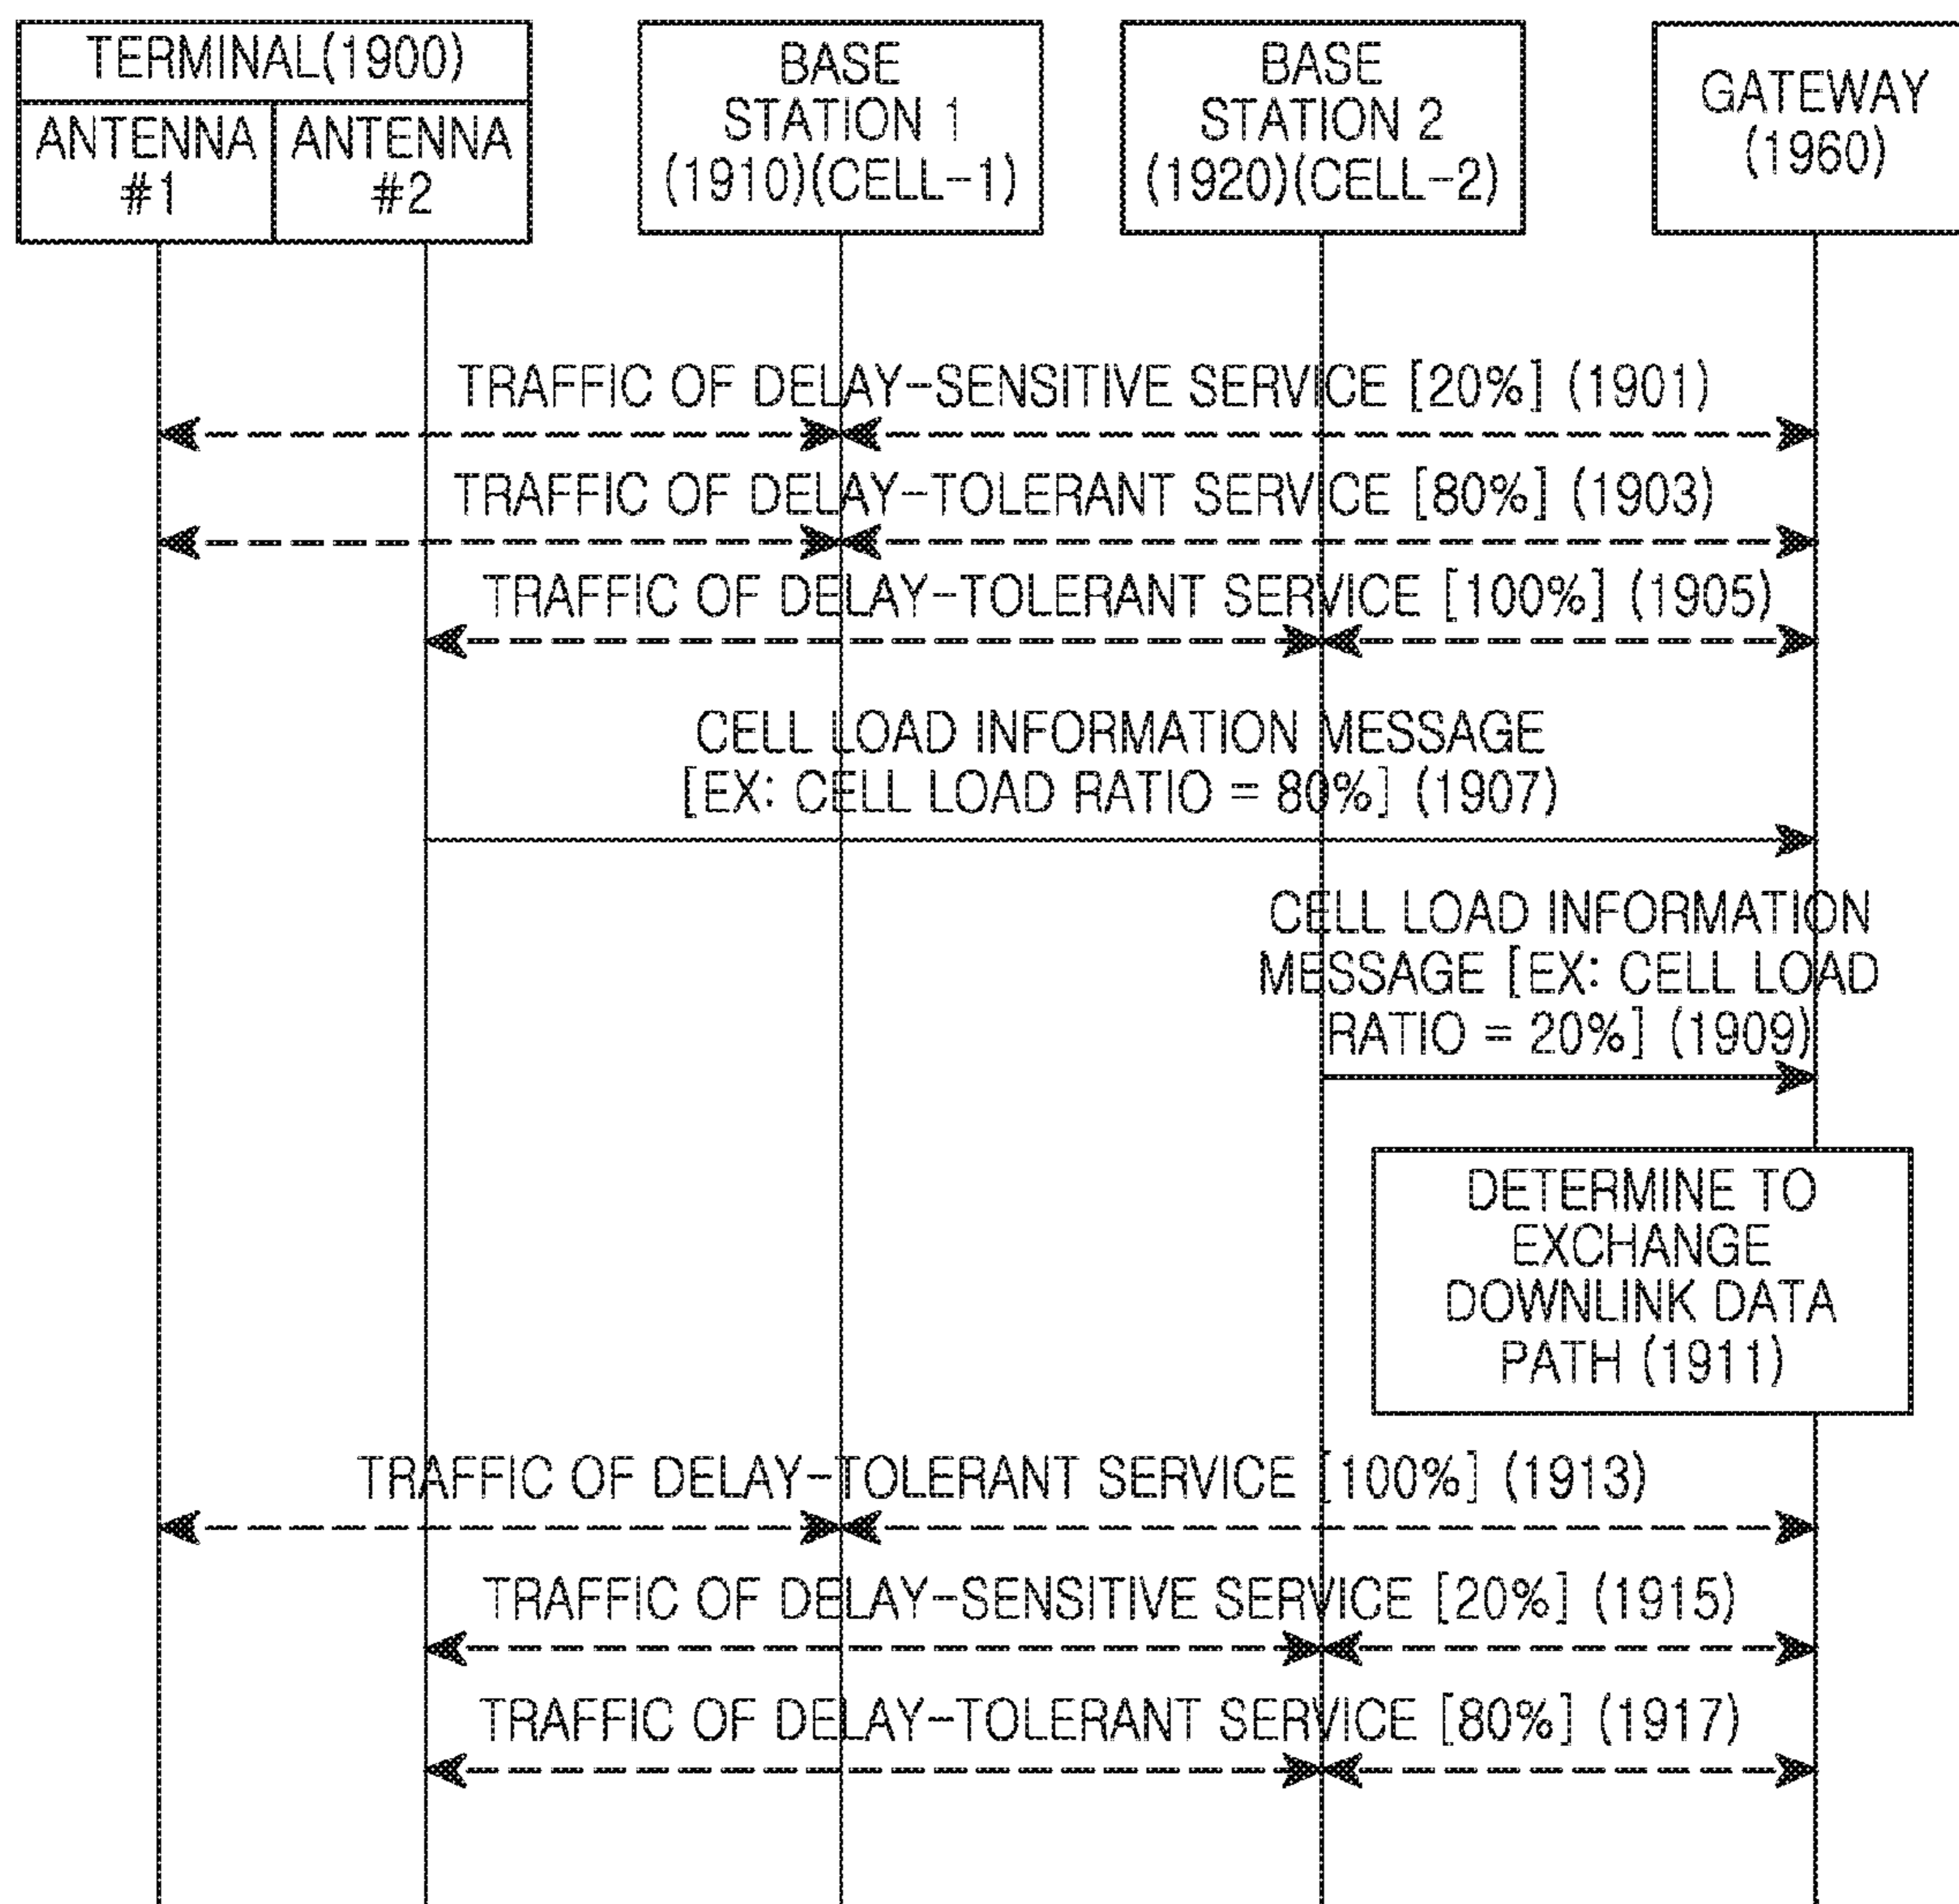 TERMINAL(1900)
ANTENNA
#1
ANTENNA
#2
BASE
STATION 1
(1910)(CELL-1)
BASE
STATION 2
(1920)(CELL-2)
GATEWAY
(1960)
TRAFFIC OF DELAY-SENSITIVE SERVICE [20%] (1901)
TRAFFIC OF DELAY-TOLERANT SERVICE [80%] (1903)
TRAFFIC OF DELAY-TOLERANT SERVICE [100%] (1905)
CELL LOAD INFORMATION MESSAGE
[EX: CELL LOAD RATIO = 80%] (1907)
CELL LOAD INFORMATION
MESSAGE [EX: CELL LOAD
RATIO = 20%] (1909)
DETERMINE TO
EXCHANGE
DOWNLINK DATA
PATH (1911)
TRAFFIC OF DELAY-TOLERANT SERVICE [100%] (1913)
TRAFFIC OF DELAY-SENSITIVE SERVICE [20%] (1915)
TRAFFIC OF DELAY-TOLERANT SERVICE [80%] (1917)